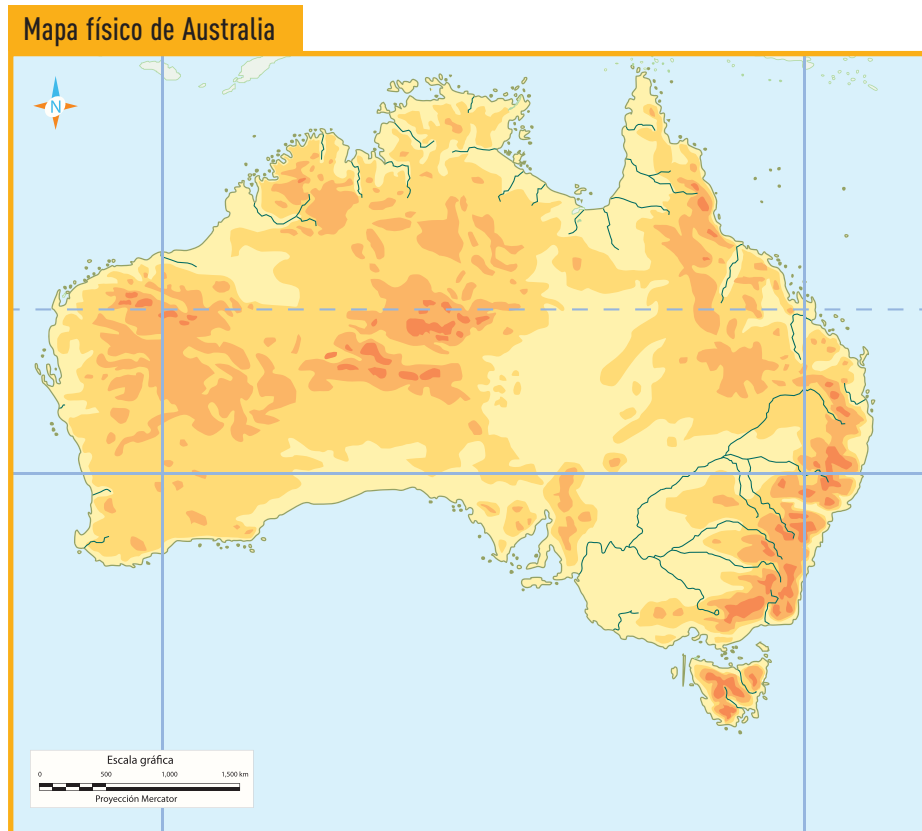 Mapa físico de Australia
N
Escala gráfica
0 500 1,000 1,500 km
Proyección Mercator